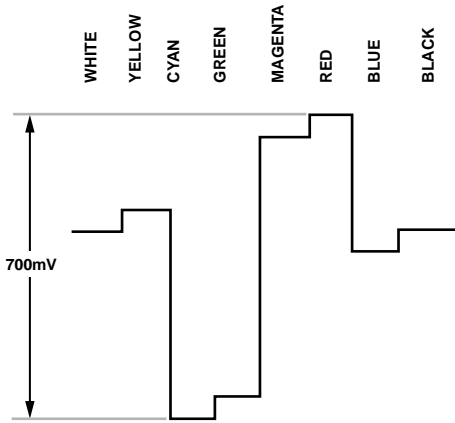 WHITE
YELLOW
CYAN
GREEN
MAGENTA
RED
BLUE
BLACK
700mV